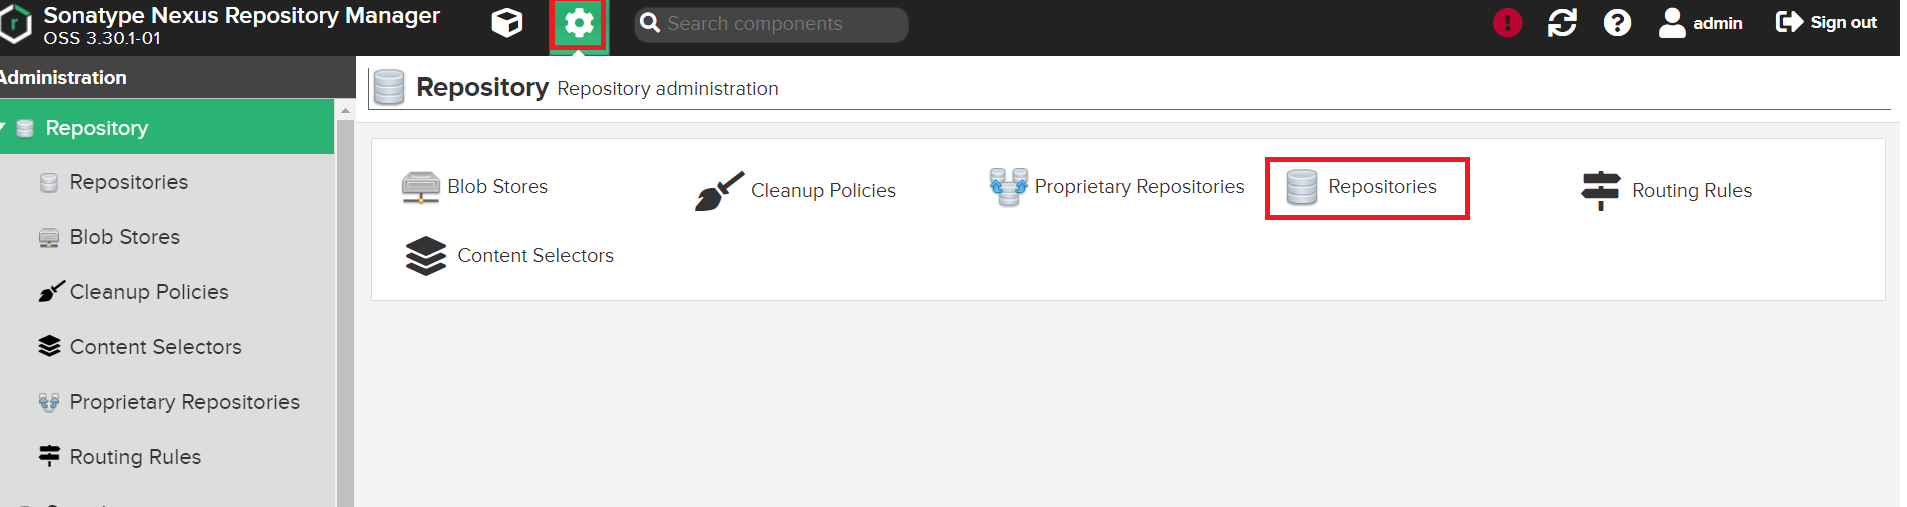 Sonatype Nexus Repository Manager
OSS 3.30.1-01
Search components
admin
Sign out
Administration
Repository
Repositories
Blob Stores
Cleanup Policies
Content Selectors
Proprietary Repositories
Routing Rules
Repository Repository administration
Blob Stores
Cleanup Policies
Proprietary Repositories
Repositories
Routing Rules
Content Selectors